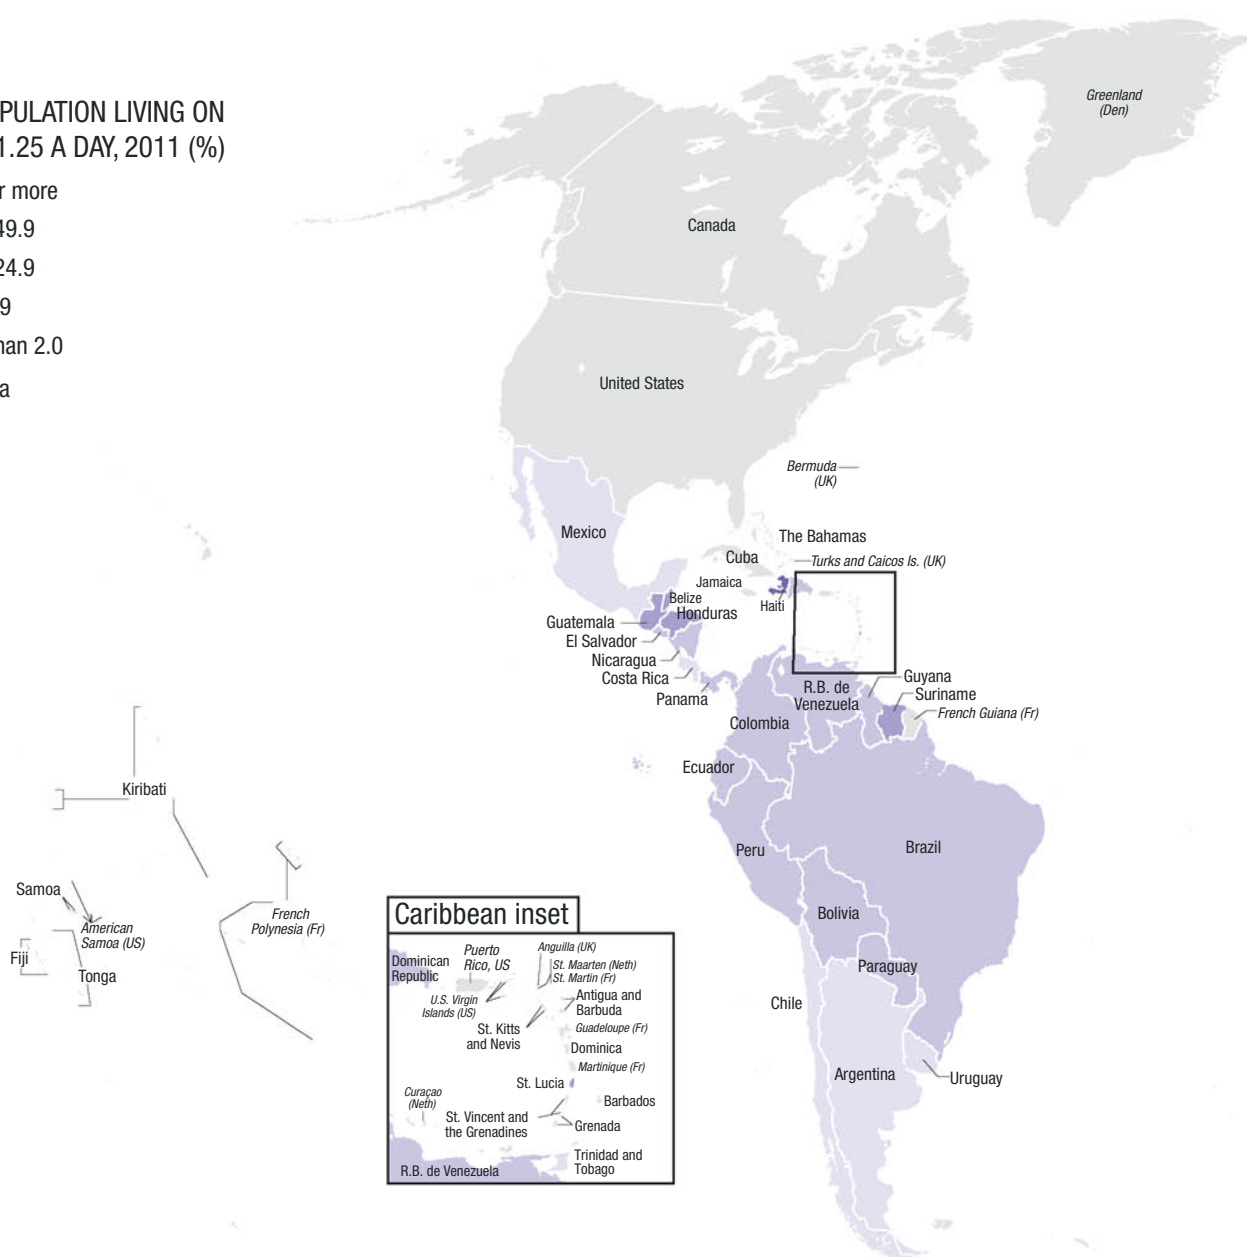 PULATION LIVING ON
1.25 A DAY, 2011 (%)
r more
49.9
24.9
9
han 2.0
a
Greenland
(Den)
Canada
United States
Bermuda
(UK)
Mexico
The Bahamas
Cuba
Turks and Caicos Is. (UK)
Jamaica
Belize
Haiti
Honduras
Guatemala
El Salvador
Nicaragua
Costa Rica
Panama
Guyana
R.B. de
Venezuela
Suriname
French Guiana (Fr)
Colombia
Ecuador
Kiribati
Peru
Brazil
Samoa
American
Samoa (US)
French
Polynesia (Fr)
Fiji
Tonga
Bolivia
Paraguay
Chile
Argentina
Uruguay
Caribbean inset
Dominican
Republic
Puerto
Rico, US
Anguilla (UK)
St. Maarten (Neth)
St. Martin (Fr)
U.S. Virgin
Islands (US)
Antigua and
Barbuda
St. Kitts
and Nevis
Guadeloupe (Fr)
Dominica
Martinique (Fr)
St. Lucia
Curaçao
(Neth)
Barbados
St. Vincent and
the Grenadines
Grenada
Trinidad and
Tobago
R.B. de Venezuela